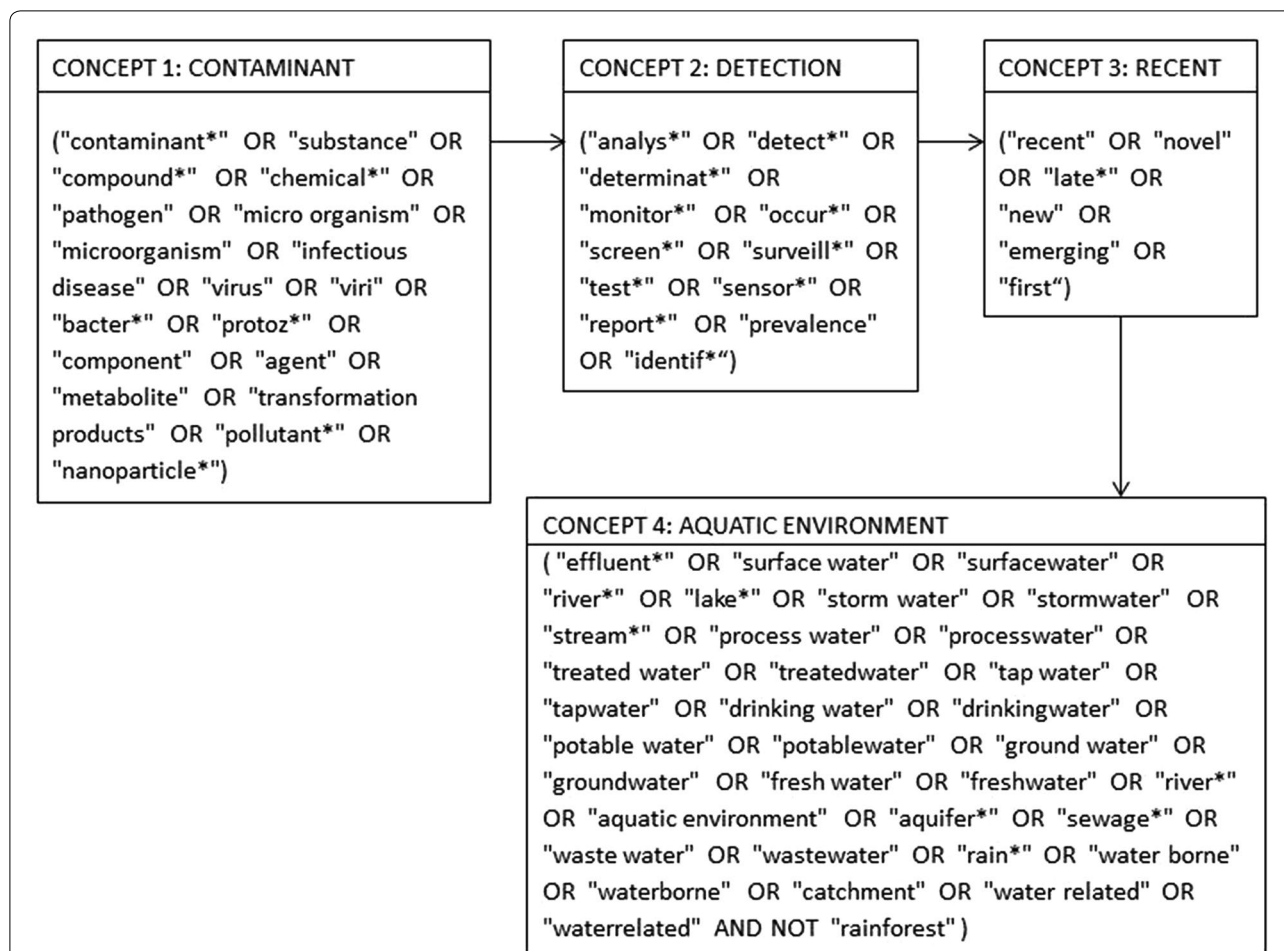 CONCEPT 1: CONTAMINANT
("contaminant*" OR "substance" OR
"compound*" OR "chemical*" OR
"pathogen" OR "micro organism" OR
"microorganism" OR "infectious
disease" OR "virus" OR "viri" OR
"bacter*" OR "protoz*" OR
"component" OR "agent" OR
"metabolite" OR "transformation
products" OR "pollutant*" OR
"nanoparticle*")
CONCEPT 2: DETECTION
("analys*" OR "detect*" OR
"determinat*" OR
"monitor*" OR "occur*" OR
"screen*" OR "surveill*" OR
"test*" OR "sensor*" OR
"report*" OR "prevalence"
OR "identif*“)
CONCEPT 3: RECENT
("recent" OR "novel"
OR "late*" OR
"new" OR
"emerging" OR
"first“)
CONCEPT 4: AQUATIC ENVIRONMENT
( "effluent*" OR "surface water" OR "surfacewater" OR
"river*" OR "lake*" OR "storm water" OR "stormwater" OR
"stream*" OR "process water" OR "processwater" OR
"treated water" OR "treatedwater" OR "tap water" OR
"tapwater" OR "drinking water" OR "drinkingwater" OR
"potable water" OR "potablewater" OR "ground water" OR
"groundwater" OR "fresh water" OR "freshwater" OR "river*"
OR "aquatic environment" OR "aquifer*" OR "sewage*" OR
"waste water" OR "wastewater" OR "rain*" OR "water borne"
OR "waterborne" OR "catchment" OR "water related" OR
"waterrelated" AND NOT "rainforest" )